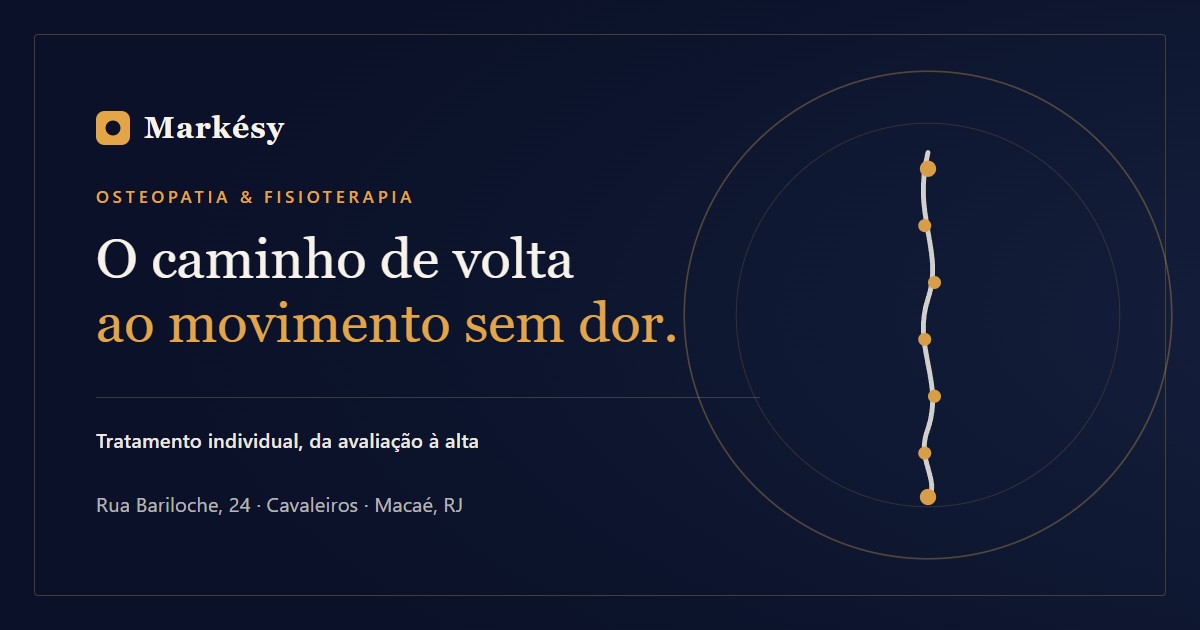 Markésy
OSTEOPATIA & FISIOTERAPIA
O caminho de volta
ao movimento sem dor.
Tratamento individual, da avaliação à alta
Rua Bariloche, 24 · Cavaleiros · Macaé, RJ